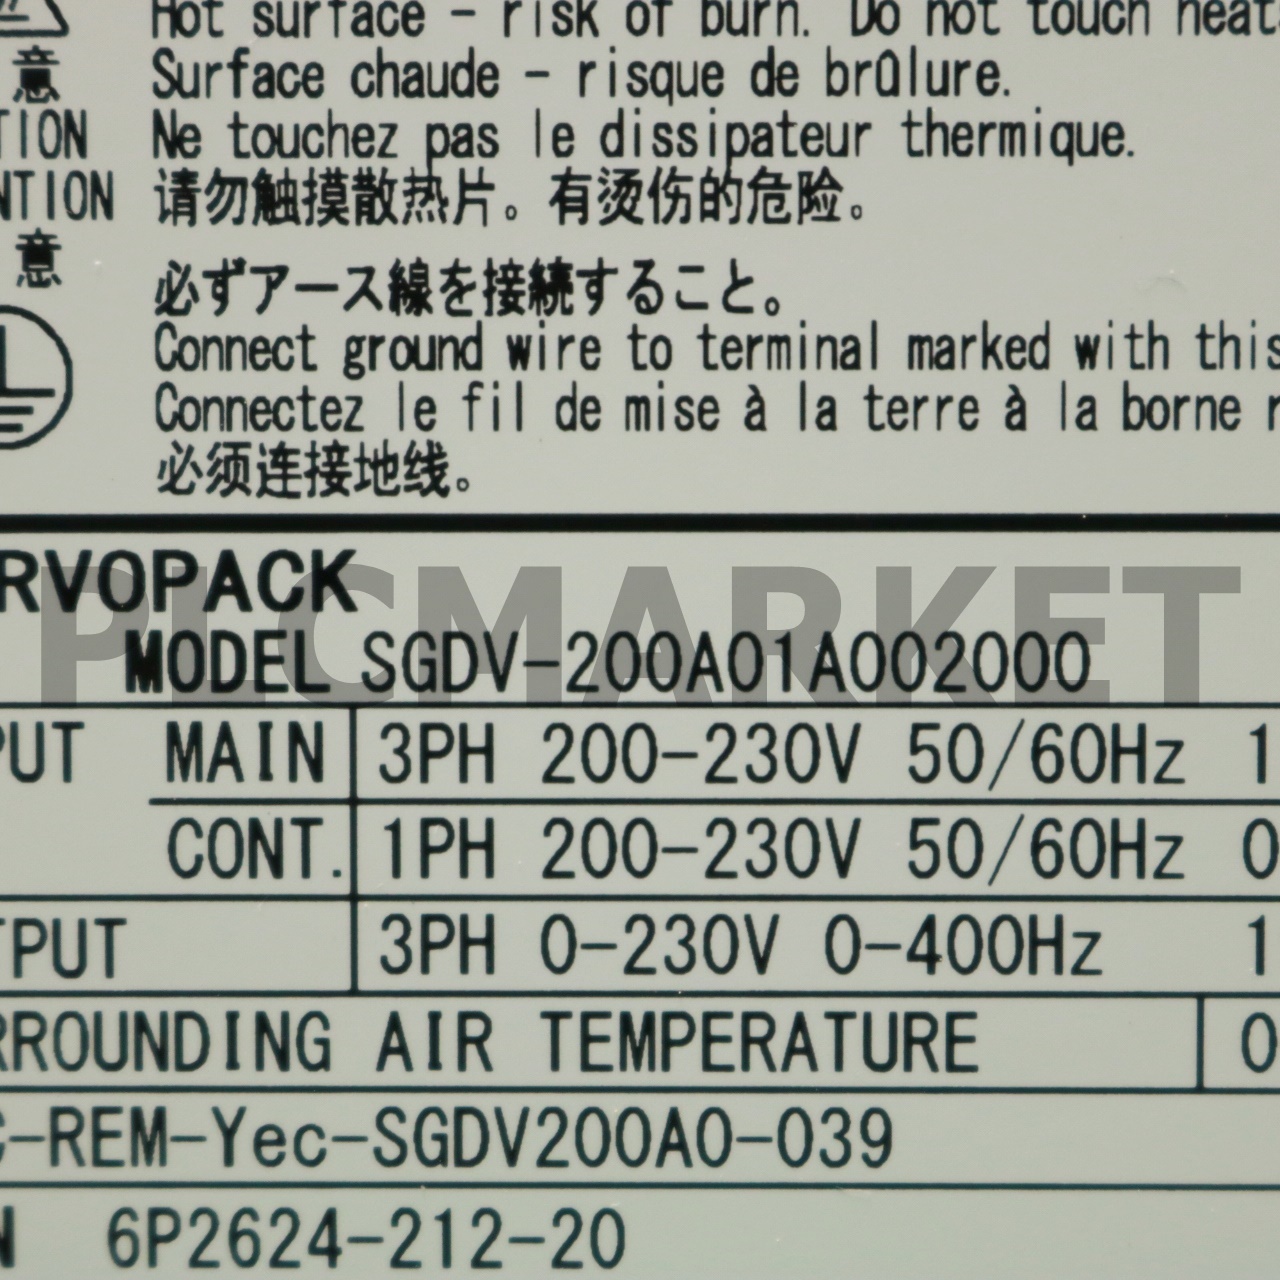 Hot surface - risk of burn. Do not touch heat
意 Surface chaude - risque de brûlure.
TION Ne touchez pas le dissipateur thermique.
NTION 请勿触摸散热片。有烫伤的危险。
意
必ずアース線を接続すること。
Connect ground wire to terminal marked with this
Connectez le fil de mise à la terre à la borne r
必须连接地线。
RVOPACK
PLCMARKET
MODEL SGDV-200A01A002000
PUT MAIN 3PH 200-230V 50/60Hz 1
CONT. 1PH 200-230V 50/60Hz 0
TPUT 3PH 0-230V 0-400Hz 1
RROUNDING AIR TEMPERATURE 0
C-REM-Yec-SGDV200A0-039
N 6P2624-212-20